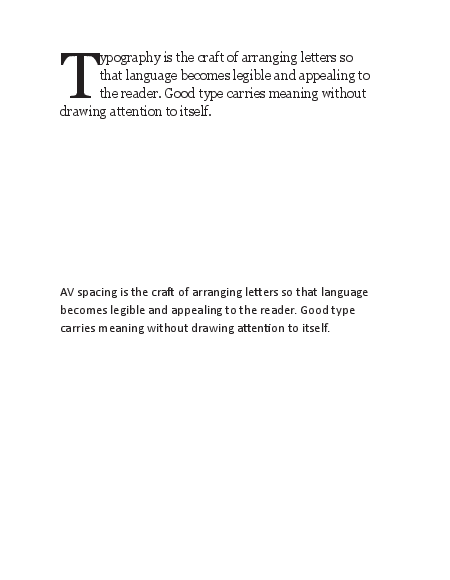 Typography is the craft of arranging letters so
that language becomes legible and appealing to
the reader. Good type carries meaning without
drawing attention to itself.
AV spacing is the craft of arranging letters so that language
becomes legible and appealing to the reader. Good type
carries meaning without drawing attention to itself.